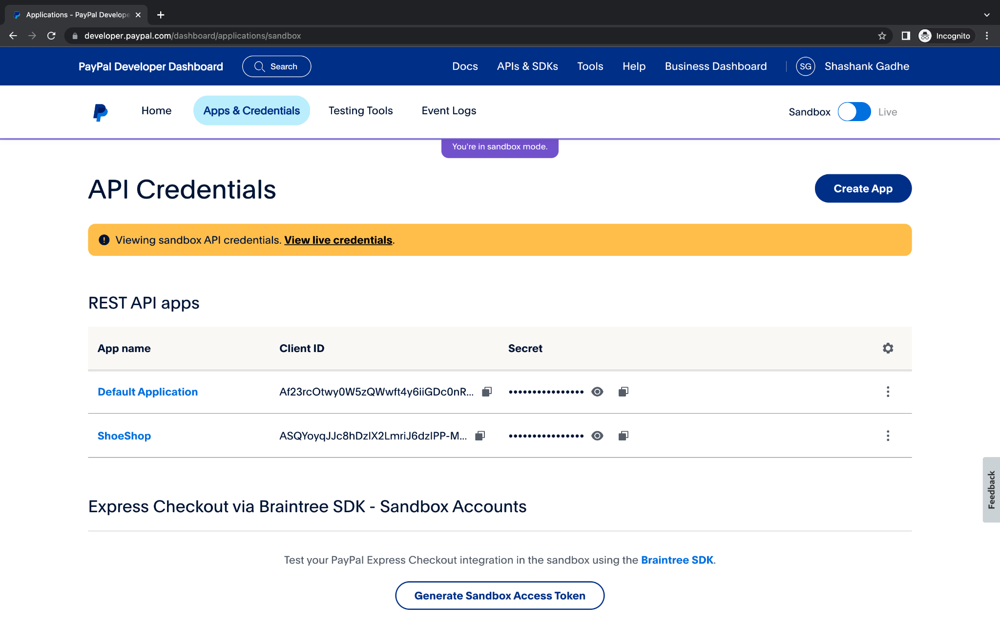 Applications - PayPal Develope
developer.paypal.com/dashboard/applications/sandbox
Incognito
PayPal Developer Dashboard
Search
Docs
APIs & SDKs
Tools
Help
Business Dashboard
SG
Shashank Gadhe
Home
Apps & Credentials
Testing Tools
Event Logs
Sandbox
Live
You're in sandbox mode.
API Credentials
Create App
Viewing sandbox API credentials. View live credentials.
REST API apps
App name
Client ID
Secret
Default Application
Af23rcOtwy0W5zQWwft4y6iiGDc0nR...
••••••••••••••••
ShoeShop
ASQYoyqJJc8hDzIX2LmriJ6dzIPP-M...
••••••••••••••••
Feedback
Express Checkout via Braintree SDK - Sandbox Accounts
Test your PayPal Express Checkout integration in the sandbox using the Braintree SDK.
Generate Sandbox Access Token